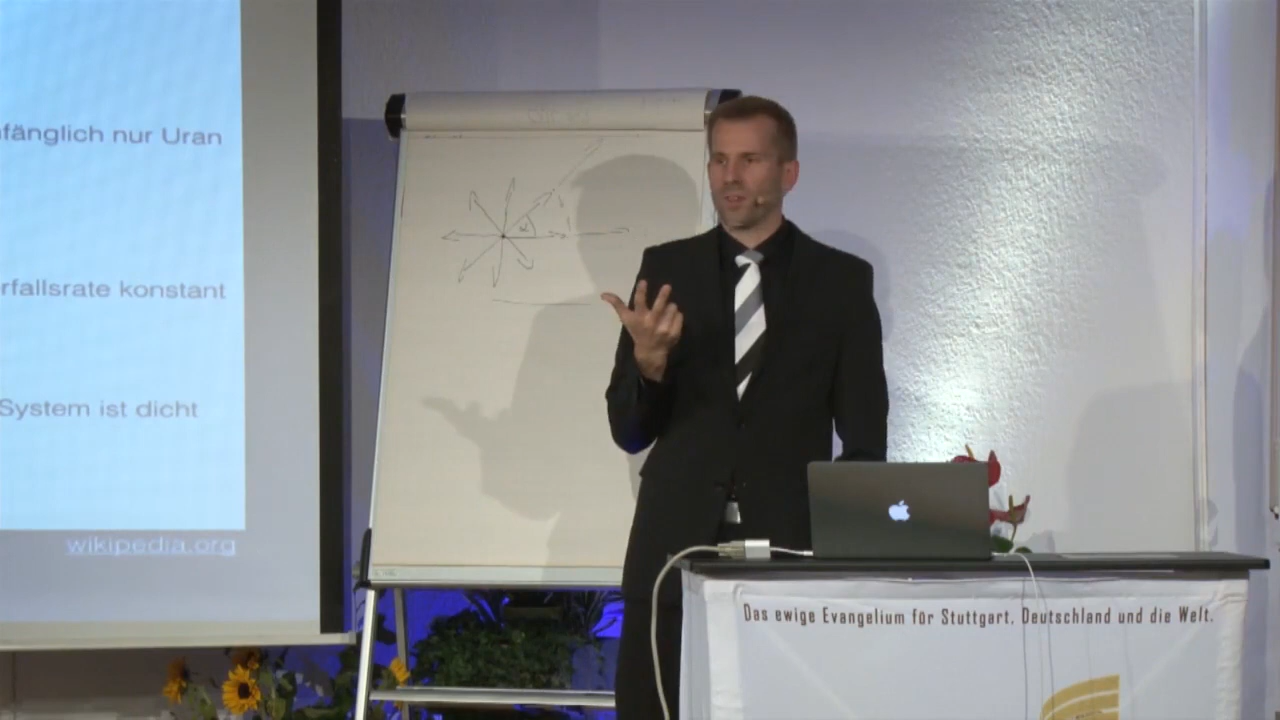 fänglich nur Uran
rfallsrate konstant
System ist dicht
wikipedia.org
α
Das ewige Evangelium für Stuttgart, Deutschland und die Welt.